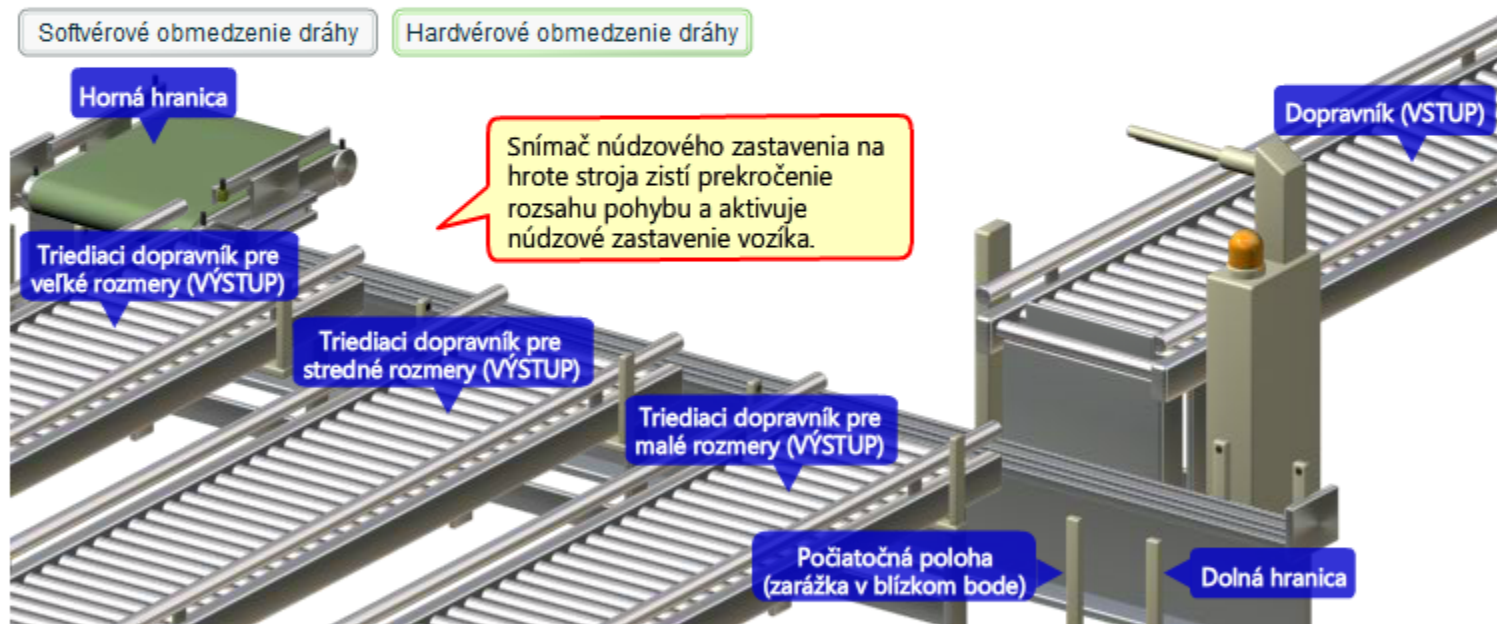 Softvérové obmedzenie dráhy
Hardvérové obmedzenie dráhy
Horná hranica
Dopravník (VSTUP)
Snímač núdzového zastavenia na
hrote stroja zistí prekročenie
rozsahu pohybu a aktivuje
núdzové zastavenie vozíka.
Triediaci dopravník pre
veľké rozmery (VÝSTUP)
Triediaci dopravník pre
stredné rozmery (VÝSTUP)
Triediaci dopravník pre
malé rozmery (VÝSTUP)
Počiatočná poloha
(zarážka v blízkom bode)
Dolná hranica